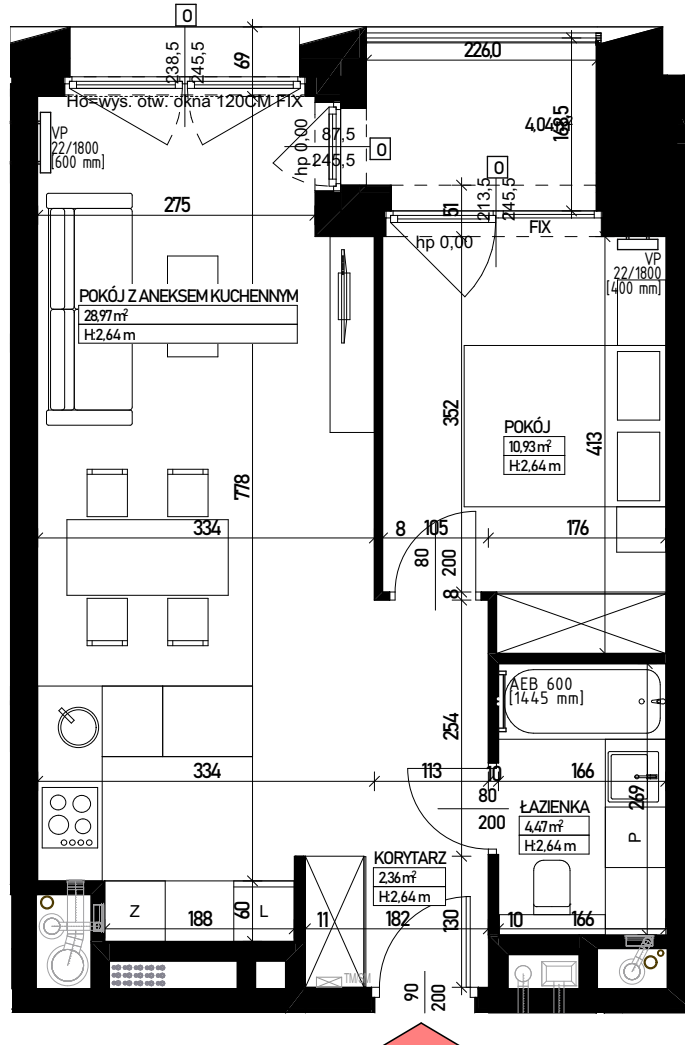 0
238,5
245,5
69
226,0
Ho=wys. otw. okna 120CM FIX
VP
22/1800
[600 mm]
hp 0,00
87,5
245,5
0
168,5
0
275
51
213,5
245,5
hp 0,00
FIX
VP
22/1800
[400 mm]
POKÓJ Z ANEKSEM KUCHENNYM
28,97 m²
H:2,64 m
352
POKÓJ
10,93 m²
H:2,64 m
413
778
334
8
105
176
80
200
8
AEB 600
[1445 mm]
254
334
113
10
166
80
200
269
ŁAZIENKA
4,47 m²
H:2,64 m
P
KORYTARZ
2,36 m²
H:2,64 m
Z
188
60
L
11
182
130
10
166
90
200